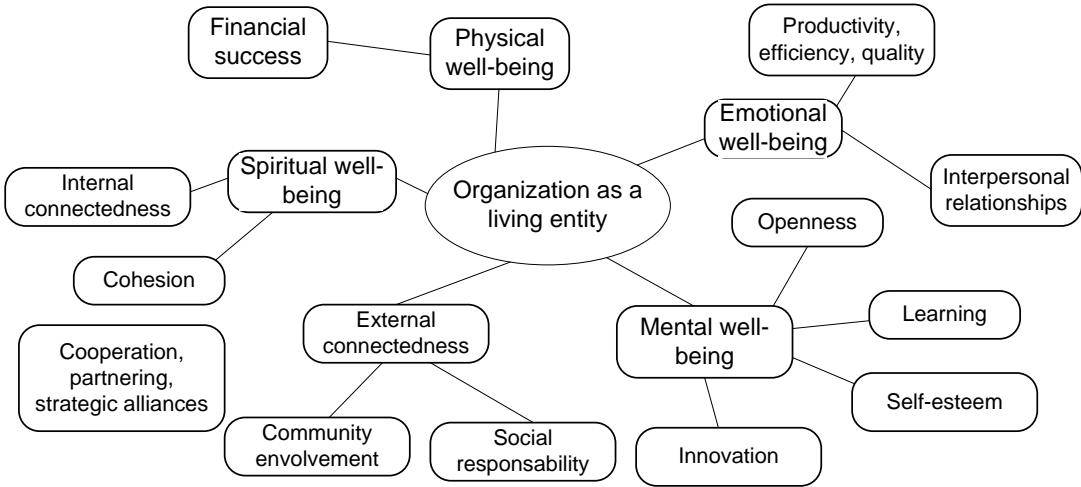 Financial
success
Physical
well-being
Productivity,
efficiency, quality
Emotional
well-being
Spiritual well-
being
Internal
connectedness
Organization as a
living entity
Interpersonal
relationships
Openness
Cohesion
External
connectedness
Mental well-
being
Learning
Cooperation,
partnering,
strategic alliances
Self-esteem
Community
envolvement
Social
responsability
Innovation